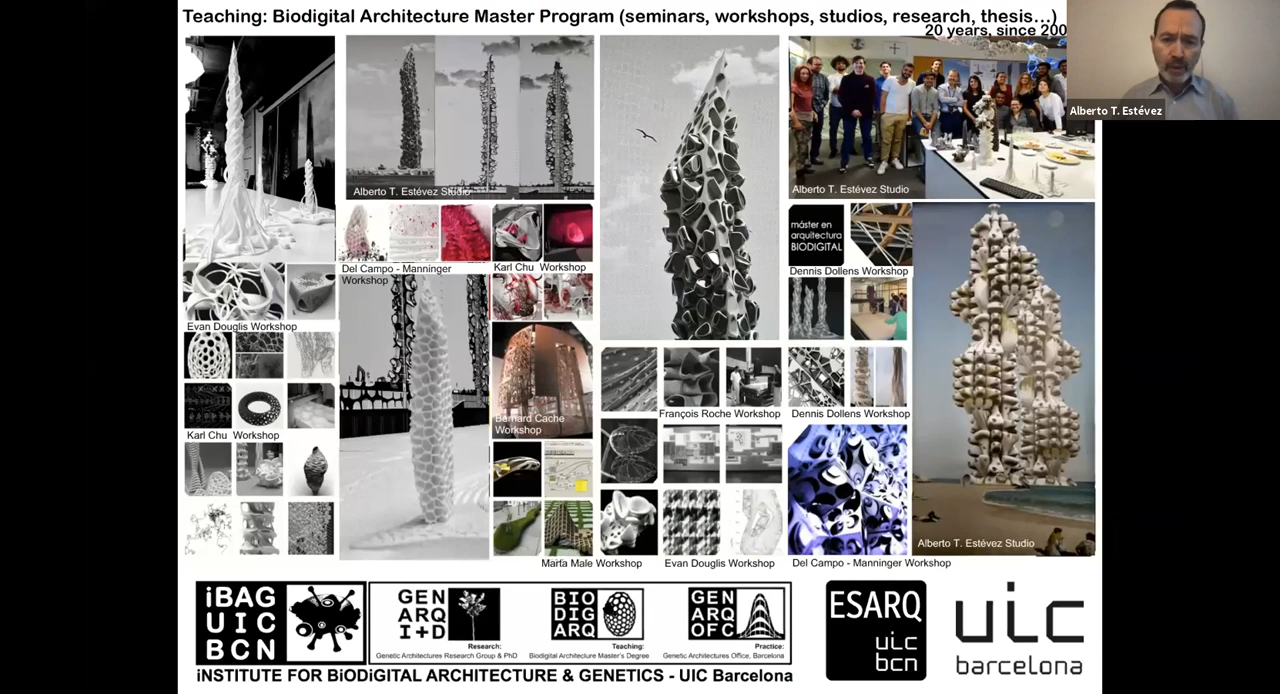 Teaching: Biodigital Architecture Master Program (seminars, workshops, studios, research, thesis...)
20 years, since 200
Alberto T. Estévez
Alberto T. Estévez Studio
Alberto T. Estévez Studio
máster en
arquitectura
BIODIGITAL
Del Campo - Manninger
Workshop
Karl Chu Workshop
Dennis Dollens Workshop
Evan Douglis Workshop
Bernard Cache
Workshop
François Roche Workshop
Dennis Dollens Workshop
Karl Chu Workshop
Alberto T. Estévez Studio
Marta Male Workshop
Evan Douglis Workshop
Del Campo - Manninger Workshop
iBAG
UIC
BCN
GEN
ARQ
I+D
Research:
Genetic Architectures Research Group & PhD
BIO
DIG
ARQ
Teaching:
Biodigital Architecture Master's Degree
GEN
ARQ
OFC
Practice:
Genetic Architectures Office, Barcelona
ESARQ
uic
bcn
uic
barcelona
iNSTITUTE FOR BiODiGITAL ARCHITECTURE & GENETICS - UIC Barcelona